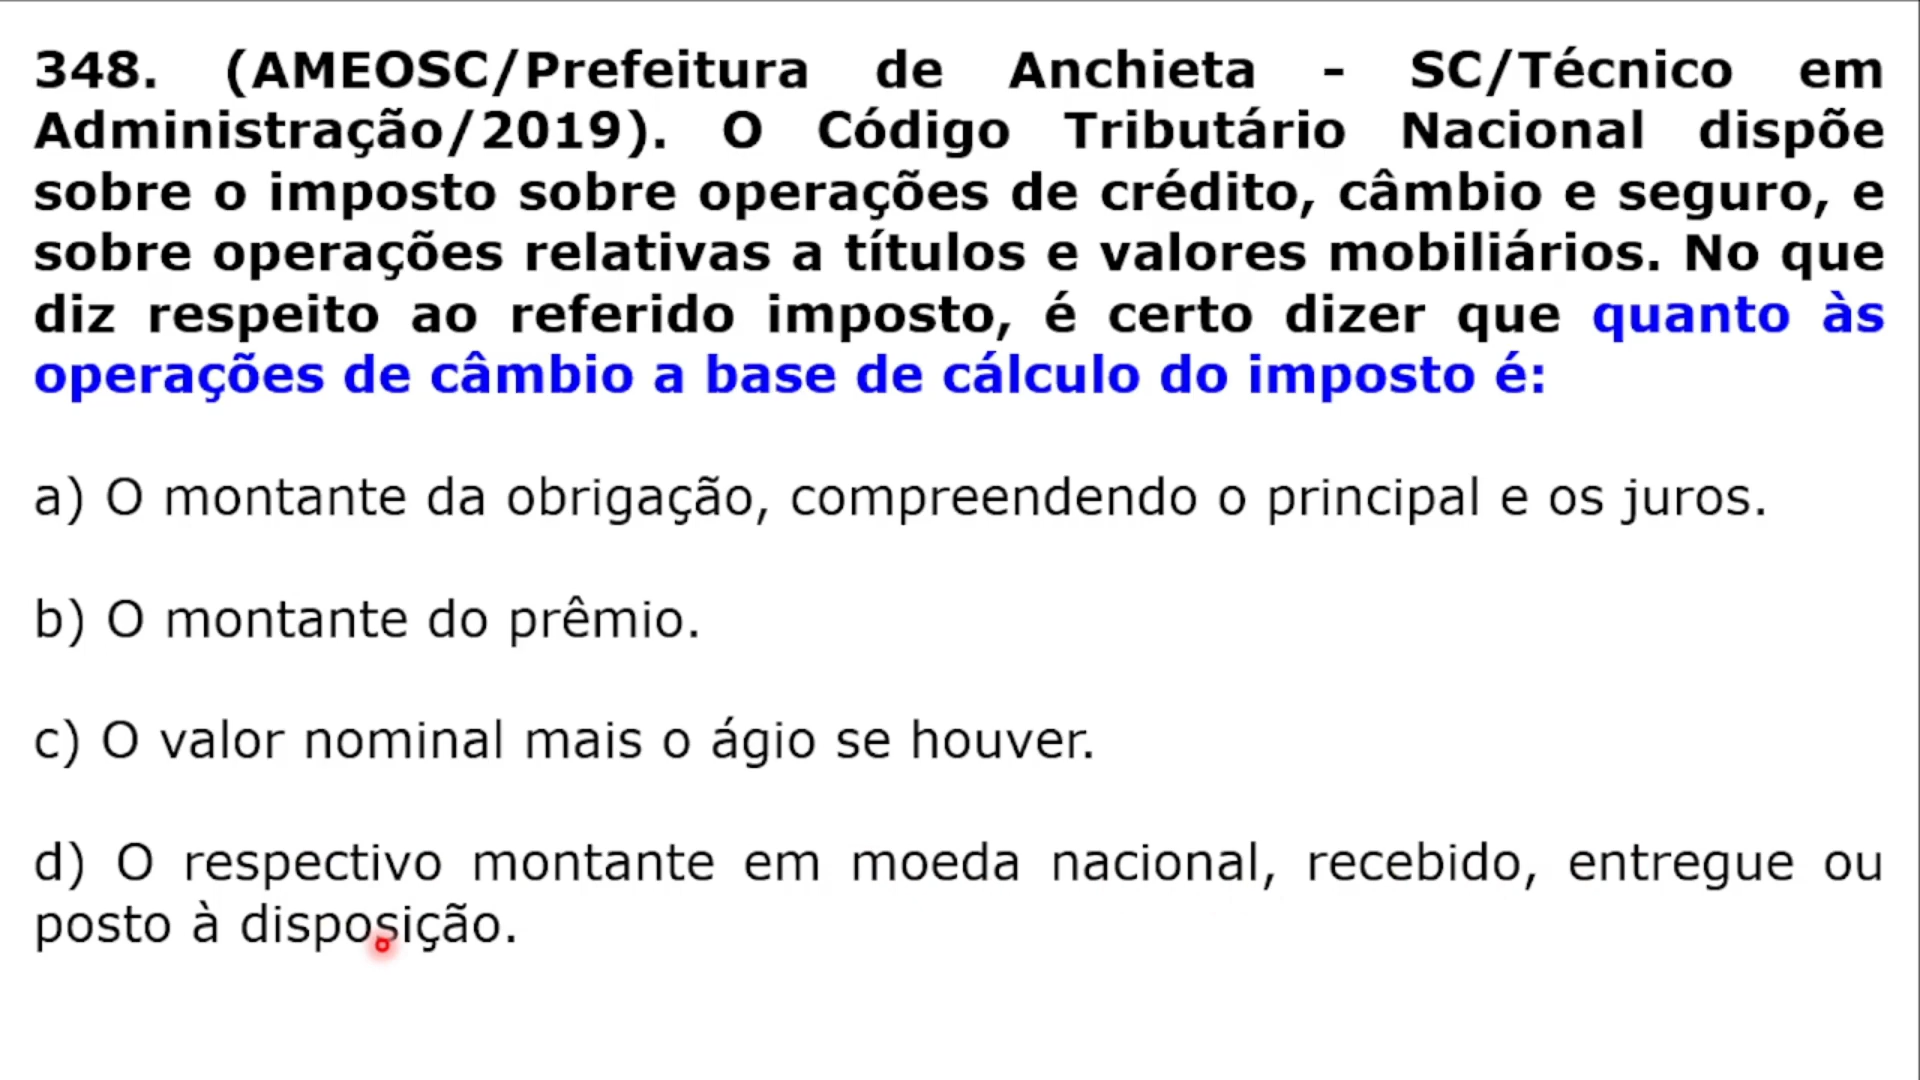 348. (AMEOSC/Prefeitura de Anchieta - SC/Técnico em
Administração/2019). O Código Tributário Nacional dispõe
sobre o imposto sobre operações de crédito, câmbio e seguro, e
sobre operações relativas a títulos e valores mobiliários. No que
diz respeito ao referido imposto, é certo dizer que quanto às
operações de câmbio a base de cálculo do imposto é:
a) O montante da obrigação, compreendendo o principal e os juros.
b) O montante do prêmio.
c) O valor nominal mais o ágio se houver.
d) O respectivo montante em moeda nacional, recebido, entregue ou
posto à disposição.